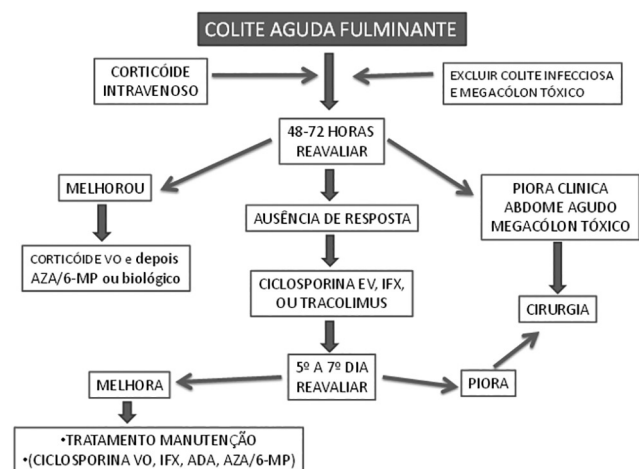 COLITE AGUDA FULMINANTE
CORTICÓIDE
INTRAVENOSO
EXCLUIR COLITE INFECCIOSA
E MEGACÓLON TÓXICO
48-72 HORAS
REAVALIAR
MELHOROU
AUSÊNCIA DE RESPOSTA
PIORA CLINICA
ABDOME AGUDO
MEGACÓLON TÓXICO
CORTICÓIDE VO e depois
AZA/6-MP ou biológico
CICLOSPORINA EV, IFX,
OU TRACOLIMUS
CIRURGIA
5º A 7º DIA
REAVALIAR
MELHORA
PIORA
•TRATAMENTO MANUTENÇÃO
•(CICLOSPORINA VO, IFX, ADA, AZA/6-MP)